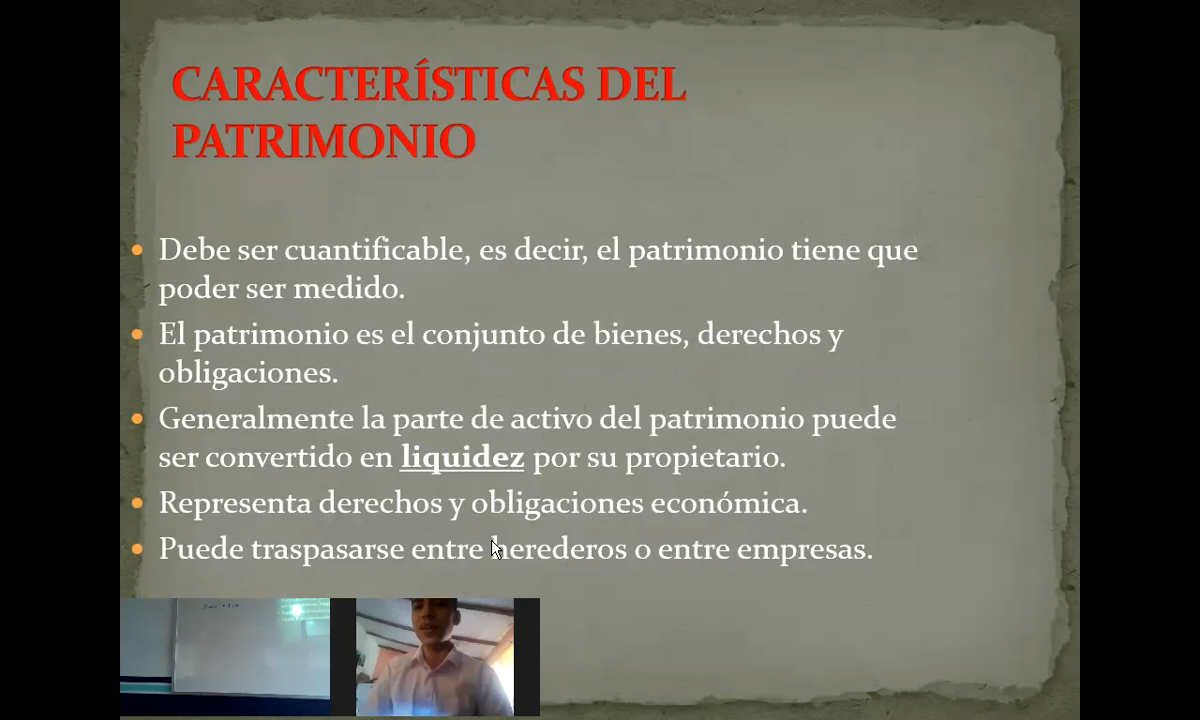 CARACTERÍSTICAS DEL
PATRIMONIO
Debe ser cuantificable, es decir, el patrimonio tiene que
poder ser medido.
El patrimonio es el conjunto de bienes, derechos y
obligaciones.
Generalmente la parte de activo del patrimonio puede
ser convertido en liquidez por su propietario.
Representa derechos y obligaciones económica.
Puede traspasarse entre herederos o entre empresas.